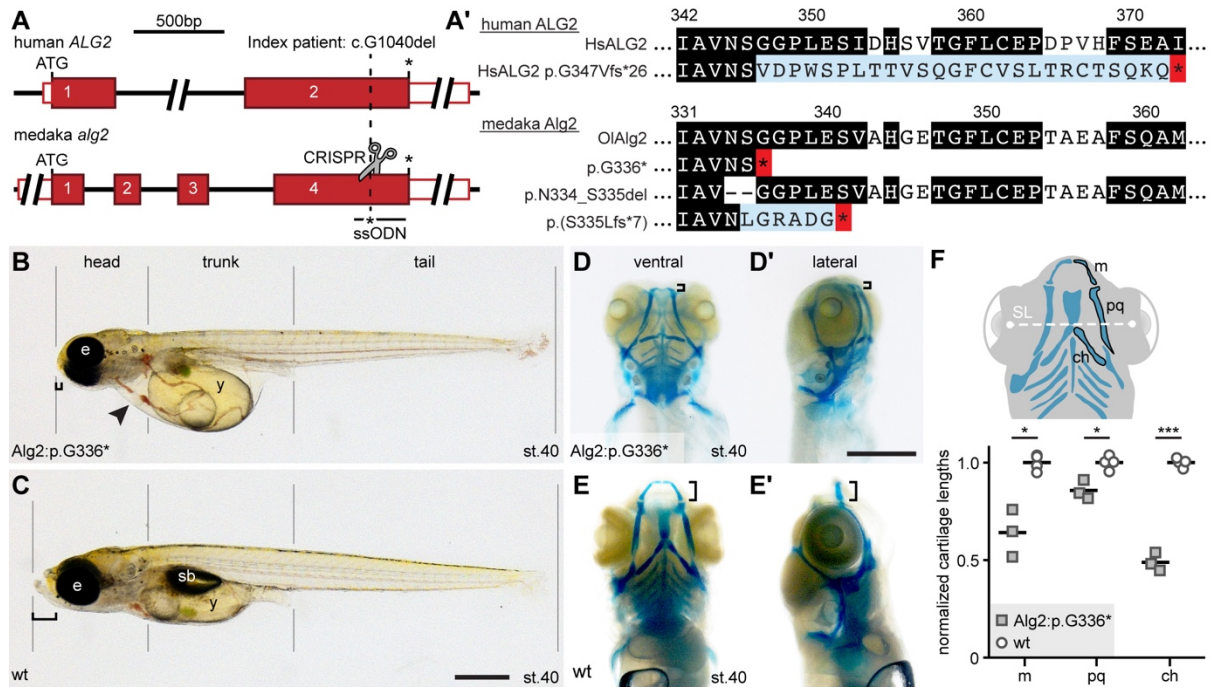 A
500bp
human ALG2
Index patient: c.G1040del
ATG
*
1
2
medaka alg2
ATG
CRISPR
*
1
2
3
4
*
ssODN
A'
human ALG2
342 350 360 370
HsALG2 ... IAVNSGGPLESIDHSVTGFLCEPDPVHFSEAI ...
HsALG2 p.G347Vfs*26 IAVNSVDPWSPLTTVSQGFCVSLTRCTSQKQ*
331 340 350 362
medaka Alg2
OlAlg2 ... IAVNSGGPLESVAHGETGFLCEPTAEAFSQAM ...
p.G336* IAVNS*
p.N334_S335del ... IAV--GGPLESVAHGETGFLCEPTAEAFSQAM ...
p.(S335Lfs*7) ... IAVNLGRADG*
B
head
trunk
tail
e
y
Alg2:p.G336*
st.40
C
e
sb
y
wt
st.40
D
ventral
D'
lateral
Alg2:p.G336*
st.40
E
E'
wt
st.40
F
m
pq
SL
ch
* * ***
normalized cartilage lengths
1.0
0.5
0
Alg2:p.G336*
wt
m pq ch